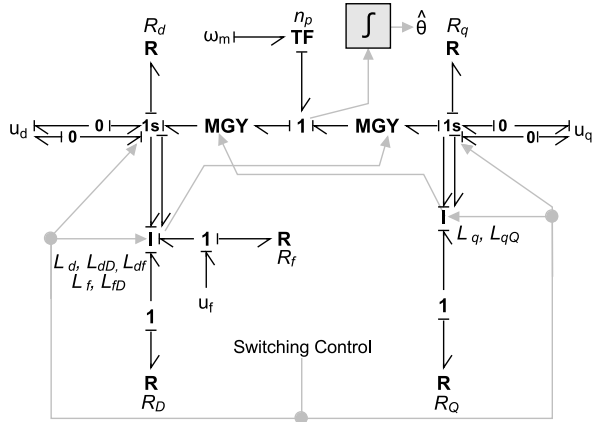 R_d
R
ω_m
n_p
TF
∫
θ̂
R_q
R
u_d
0
0
1s
MGY
1
MGY
1s
0
0
u_q
I
1
R
R_f
u_f
L_d, L_dD, L_df
L_f, L_fD
I
L_q, L_qQ
1
1
Switching Control
R
R_D
R
R_Q